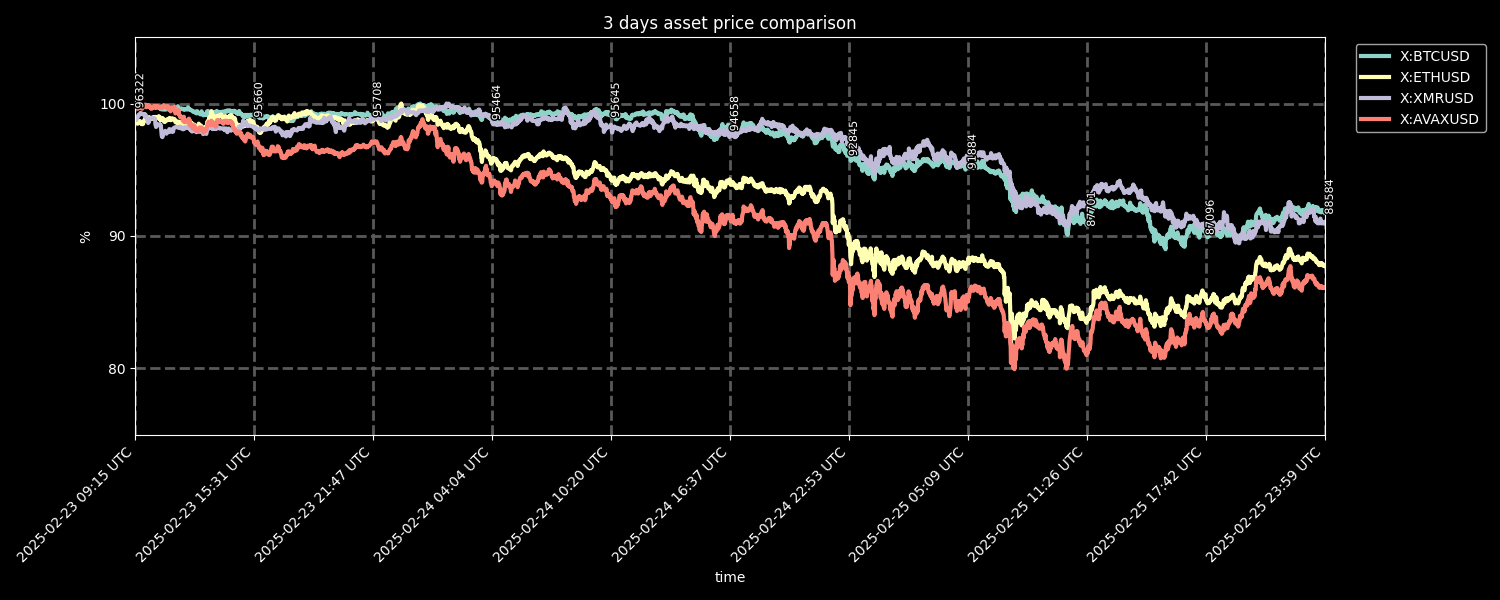 3 days asset price comparison
X:BTCUSD
X:ETHUSD
X:XMRUSD
X:AVAXUSD
100
90
80
%
96322
95660
95708
95464
95645
94658
92845
91884
87701
87096
88584
2025-02-23 09:15 UTC
2025-02-23 15:31 UTC
2025-02-23 21:47 UTC
2025-02-24 04:04 UTC
2025-02-24 10:20 UTC
2025-02-24 16:37 UTC
2025-02-24 22:53 UTC
2025-02-25 05:09 UTC
2025-02-25 11:26 UTC
2025-02-25 17:42 UTC
2025-02-25 23:59 UTC
time